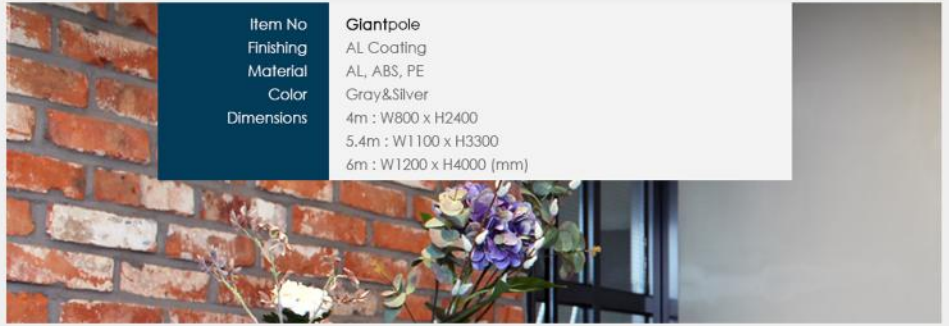 Item No Giantpole
Finishing AL Coating
Material AL, ABS, PE
Color Gray&Silver
Dimensions 4m : W800 x H2400
5.4m : W1100 x H3300
6m : W1200 x H4000 (mm)